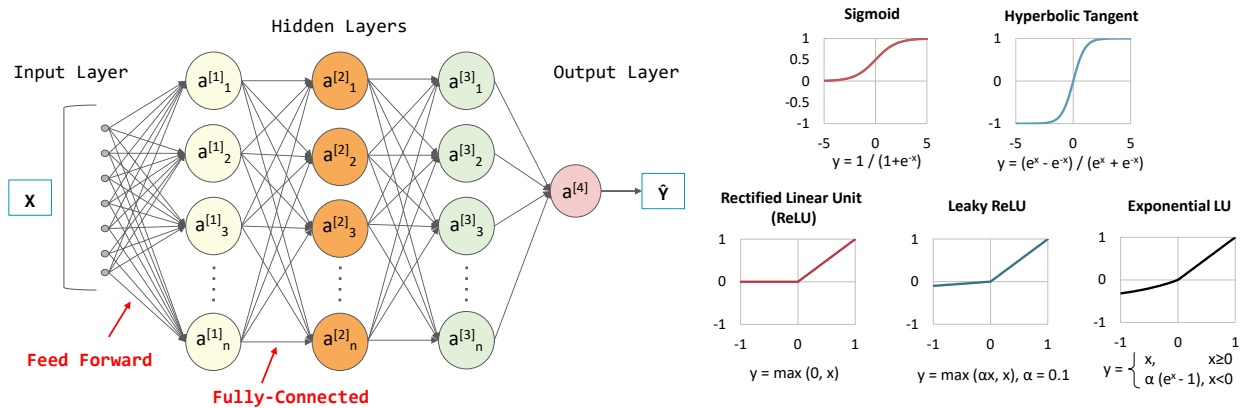 Hidden Layers
Input Layer
Output Layer
X
a[1]1
a[1]2
a[1]3
a[1]n
a[2]1
a[2]2
a[2]3
a[2]n
a[3]1
a[3]2
a[3]3
a[3]n
a[4]
Ŷ
Feed Forward
Fully-Connected
Sigmoid
1
0.5
0
-0.5
-1
-5 0 5
y = 1 / (1+e-x)
Hyperbolic Tangent
1
0
-1
-5 0 5
y = (ex - e-x) / (ex + e-x)
Rectified Linear Unit
(ReLU)
1
0
-1
-1 0 1
y = max (0, x)
Leaky ReLU
1
0
-1
-1 0 1
y = max (αx, x), α = 0.1
Exponential LU
1
0
-1
-1 0 1
y = { x, x≥0
α (ex - 1), x<0